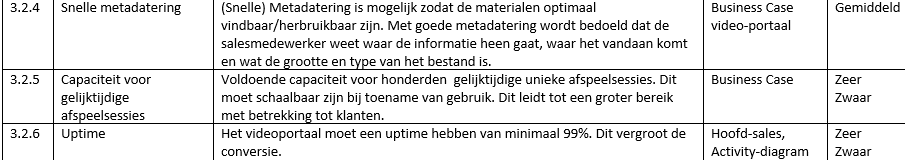 3.2.4 Snelle metadatering (Snelle) Metadatering is mogelijk zodat de materialen optimaal Business Case Gemiddeld
vindbaar/herbruikbaar zijn. Met goede metadatering wordt bedoeld dat de video-portaal
salesmedewerker weet waar de informatie heen gaat, waar het vandaan komt
en wat de grootte en type van het bestand is.
3.2.5 Capaciteit voor Voldoende capaciteit voor honderden gelijktijdige unieke afspeelsessies. Dit Business Case Zeer
gelijktijdige moet schaalbaar zijn bij toename van gebruik. Dit leidt tot een groter bereik Zwaar
afspeelsessies met betrekking tot klanten.
3.2.6 Uptime Het videoportaal moet een uptime hebben van minimaal 99%. Dit vergroot de Hoofd-sales, Zeer
conversie. Activity-diagram Zwaar